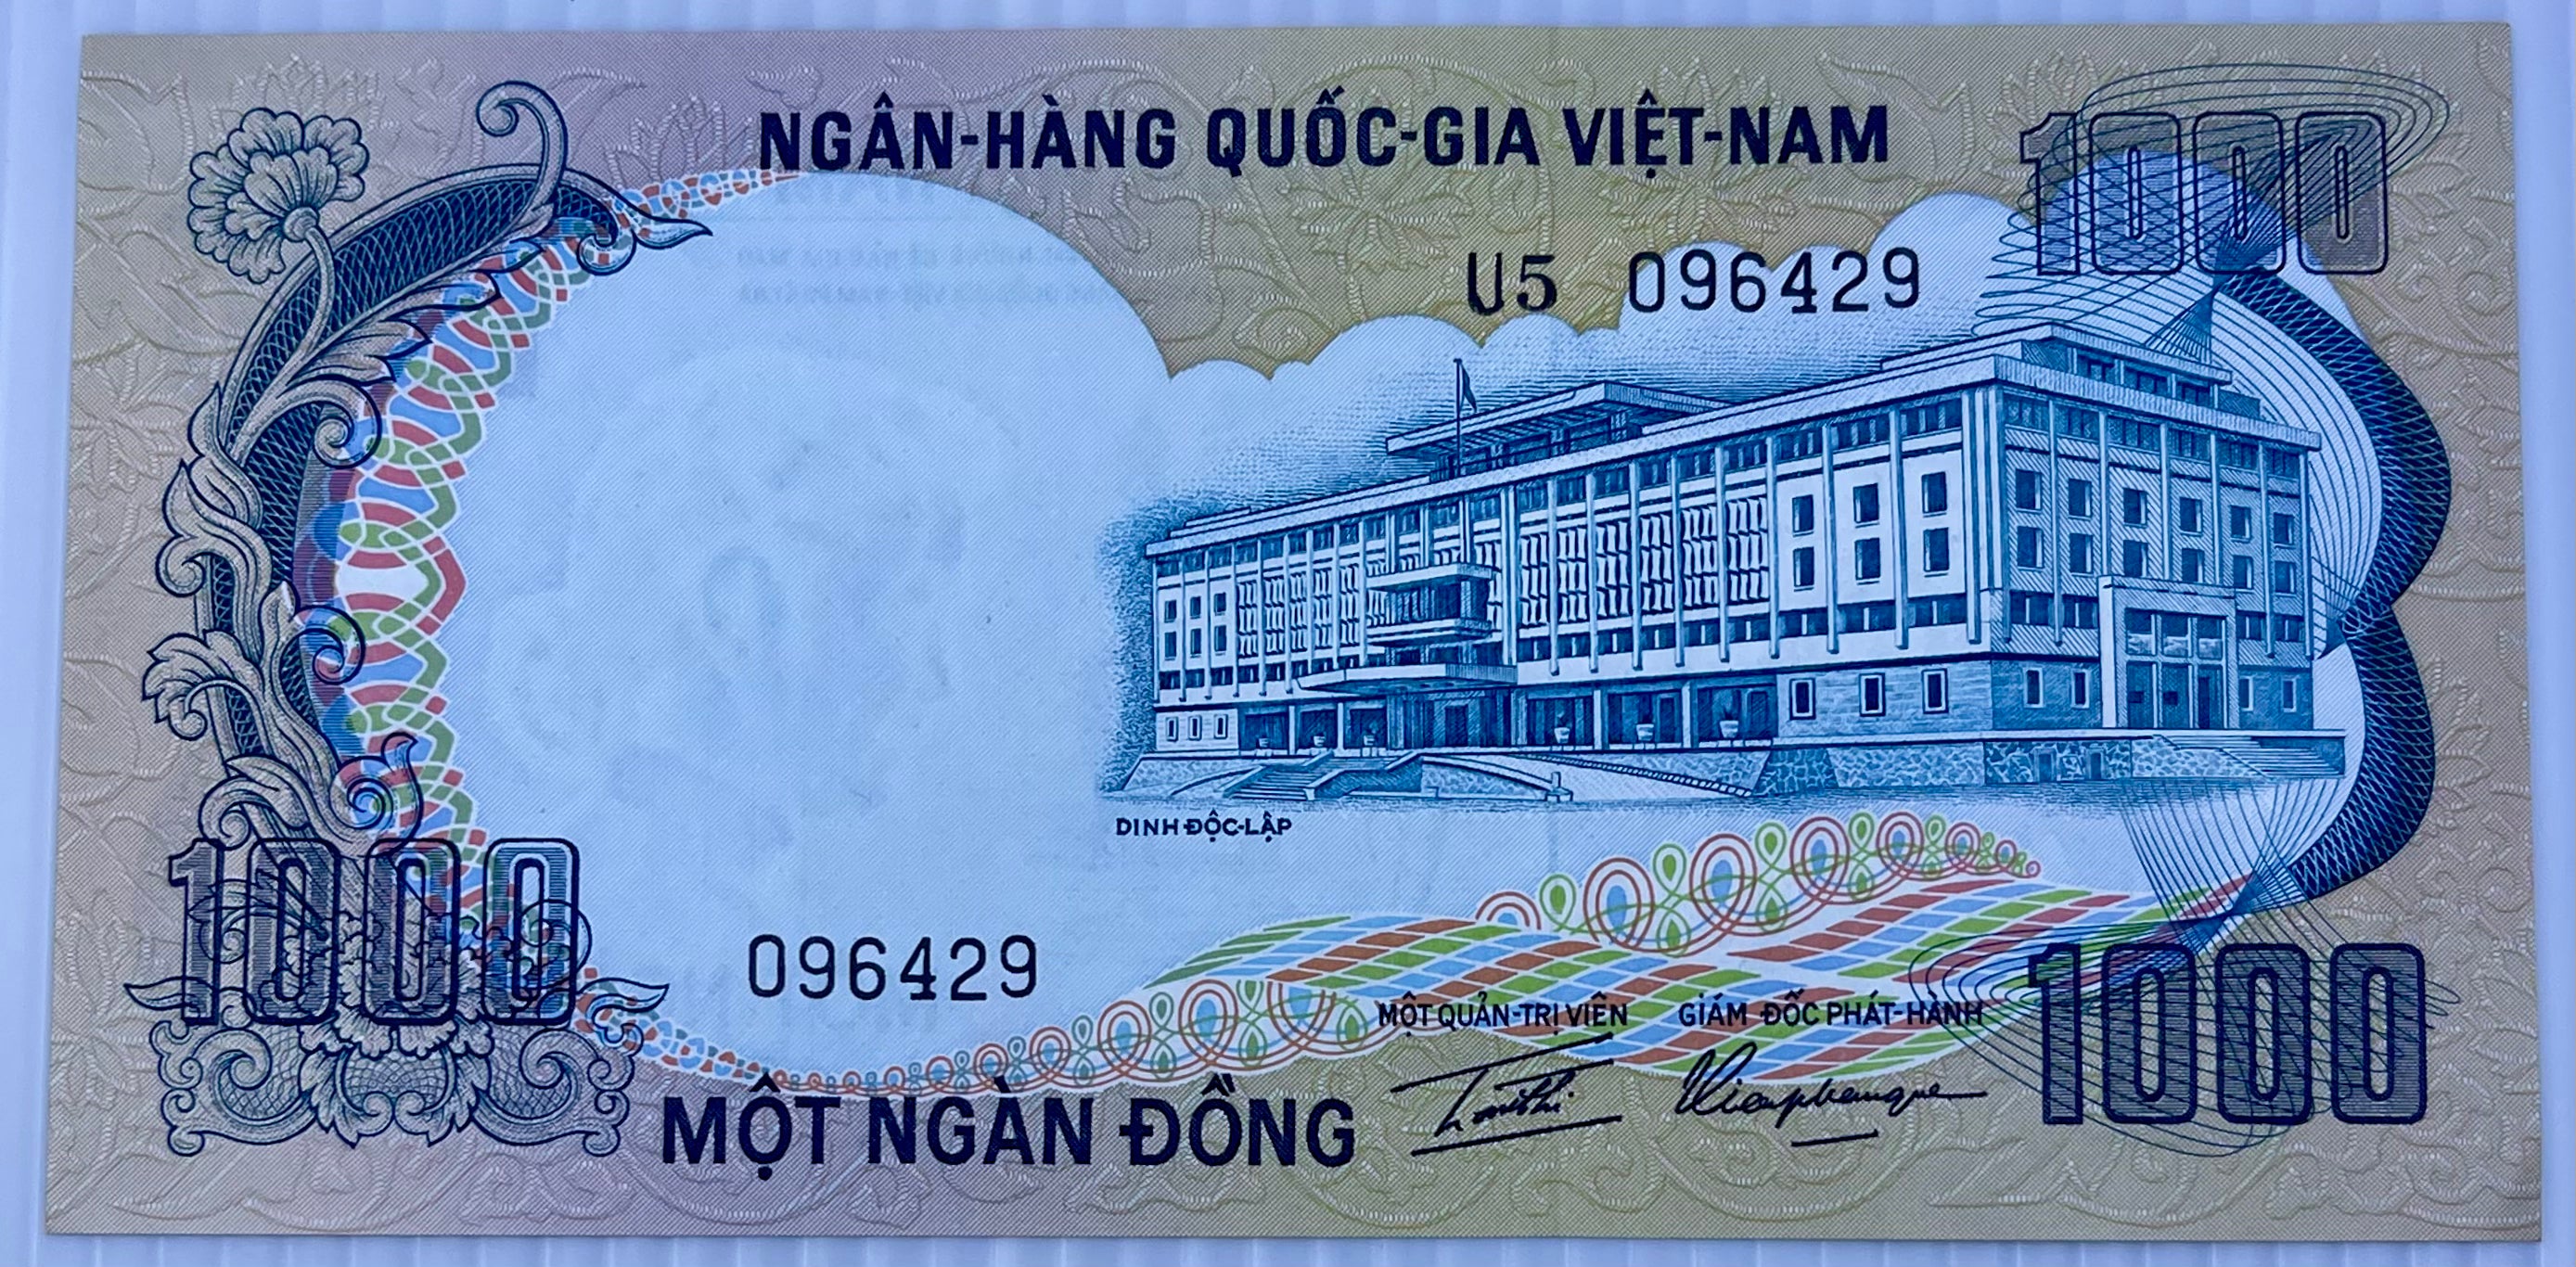 NGÂN-HÀNG QUỐC-GIA VIỆT-NAM
1000
U5 096429
DINH ĐỘC-LẬP
1000
096429
MỘT QUẢN-TRỊ VIÊN
GIÁM ĐỐC PHÁT-HÀNH
1000
MỘT NGÀN ĐỒNG